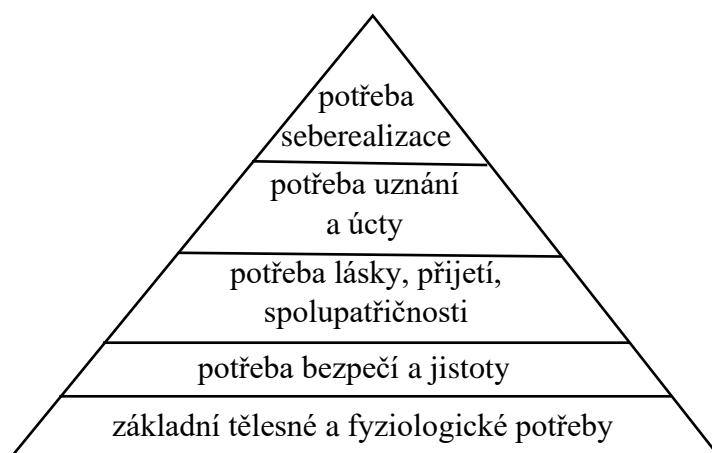 potřeba
seberealizace
potřeba uznání
a úcty
potřeba lásky, přijetí,
spolupatřičnosti
potřeba bezpečí a jistoty
základní tělesné a fyziologické potřeby